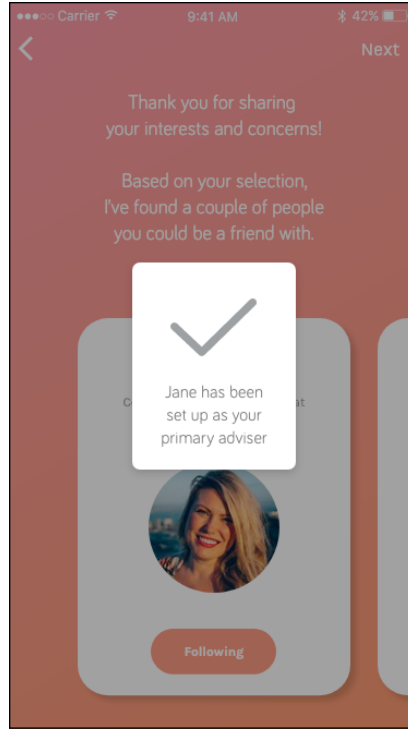 Carrier 9:41 AM 42%
Next
Thank you for sharing
your interests and concerns!
Based on your selection,
I've found a couple of people
you could be a friend with.
Jane has been
set up as your
primary adviser
Following